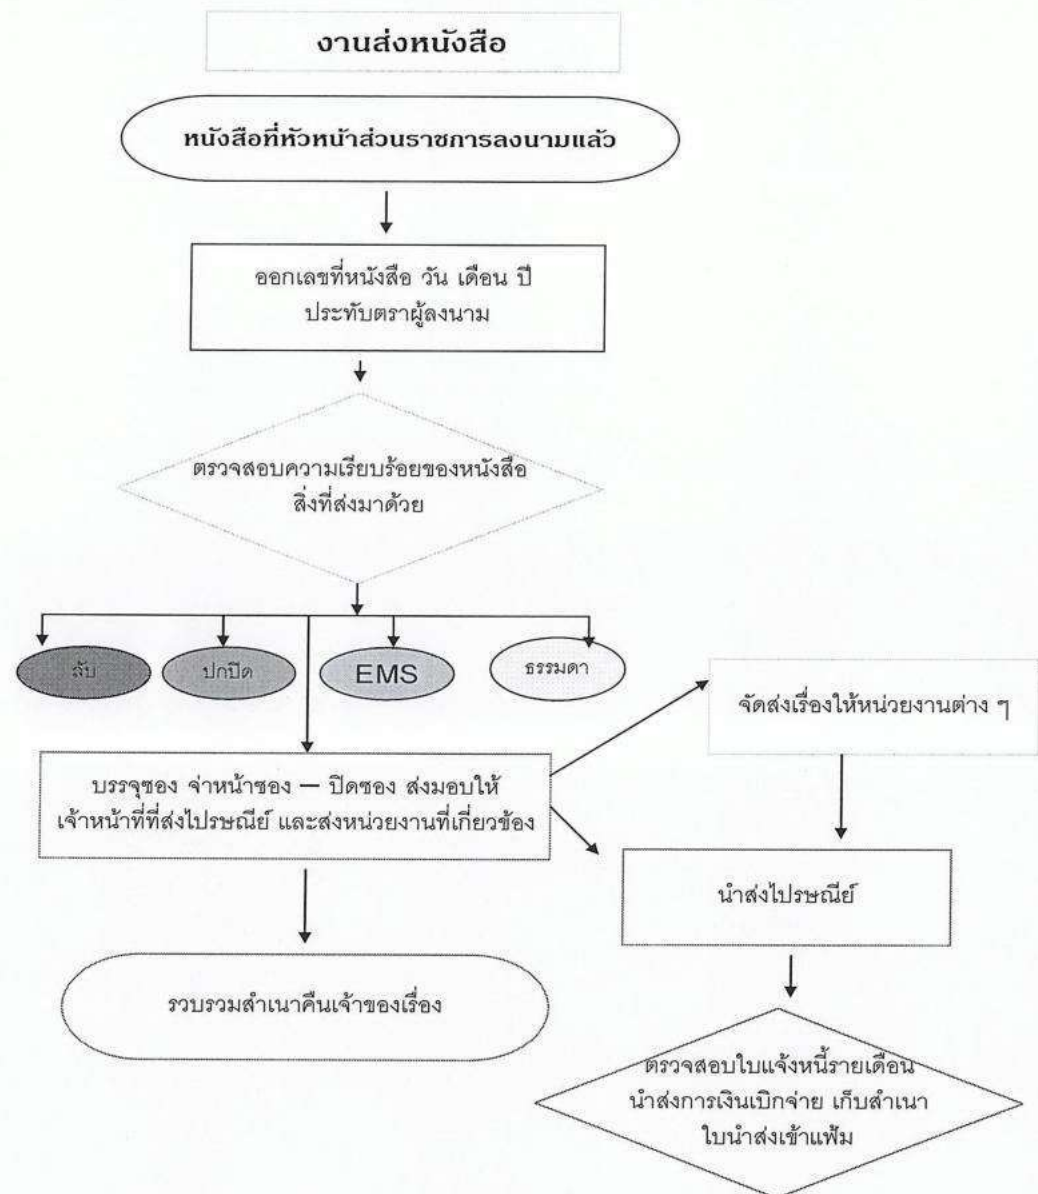 งานส่งหนังสือ
หนังสือที่หัวหน้าส่วนราชการลงนามแล้ว
ออกเลขที่หนังสือ วัน เดือน ปี
ประทับตราผู้ลงนาม
ตรวจสอบความเรียบร้อยของหนังสือ
สิ่งที่ส่งมาด้วย
ลับ
ปกปิด
EMS
ธรรมดา
จัดส่งเรื่องให้หน่วยงานต่าง ๆ
บรรจุซอง จ่าหน้าซอง — ปิดซอง ส่งมอบให้
เจ้าหน้าที่ที่ส่งไปรษณีย์ และส่งหน่วยงานที่เกี่ยวข้อง
นำส่งไปรษณีย์
รวบรวมสำเนาคืนเจ้าของเรื่อง
ตรวจสอบใบแจ้งหนี้รายเดือน
นำส่งการเงินเบิกจ่าย เก็บสำเนา
ใบนำส่งเข้าแฟ้ม